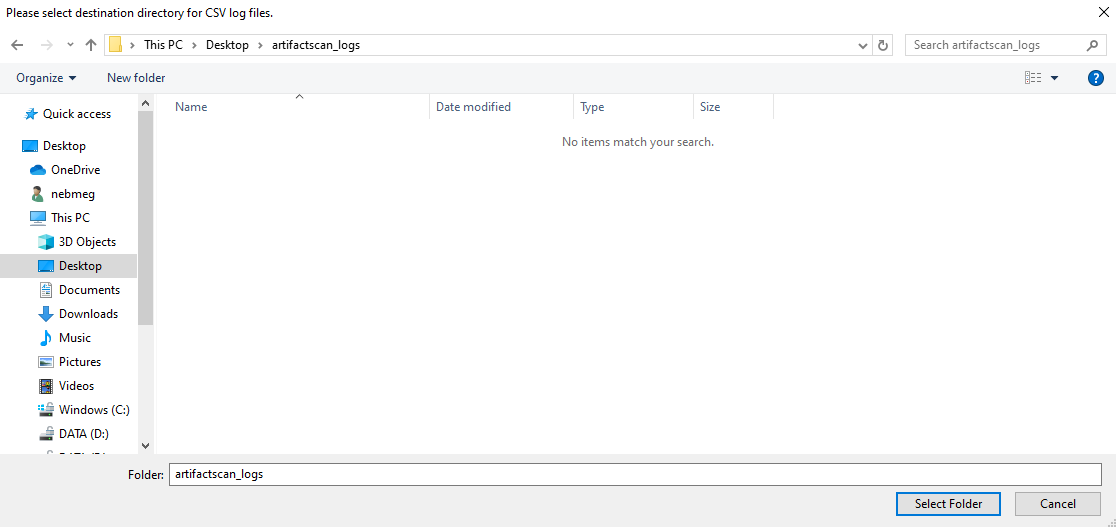 Please select destination directory for CSV log files.
This PC > Desktop > artifactscan_logs
Search artifactscan_logs
Organize
New folder
?
Name
Date modified
Type
Size
No items match your search.
Quick access
Desktop
OneDrive
nebmeg
This PC
3D Objects
Desktop
Documents
Downloads
Music
Pictures
Videos
Windows (C:)
DATA (D:)
Folder:
artifactscan_logs
Select Folder
Cancel